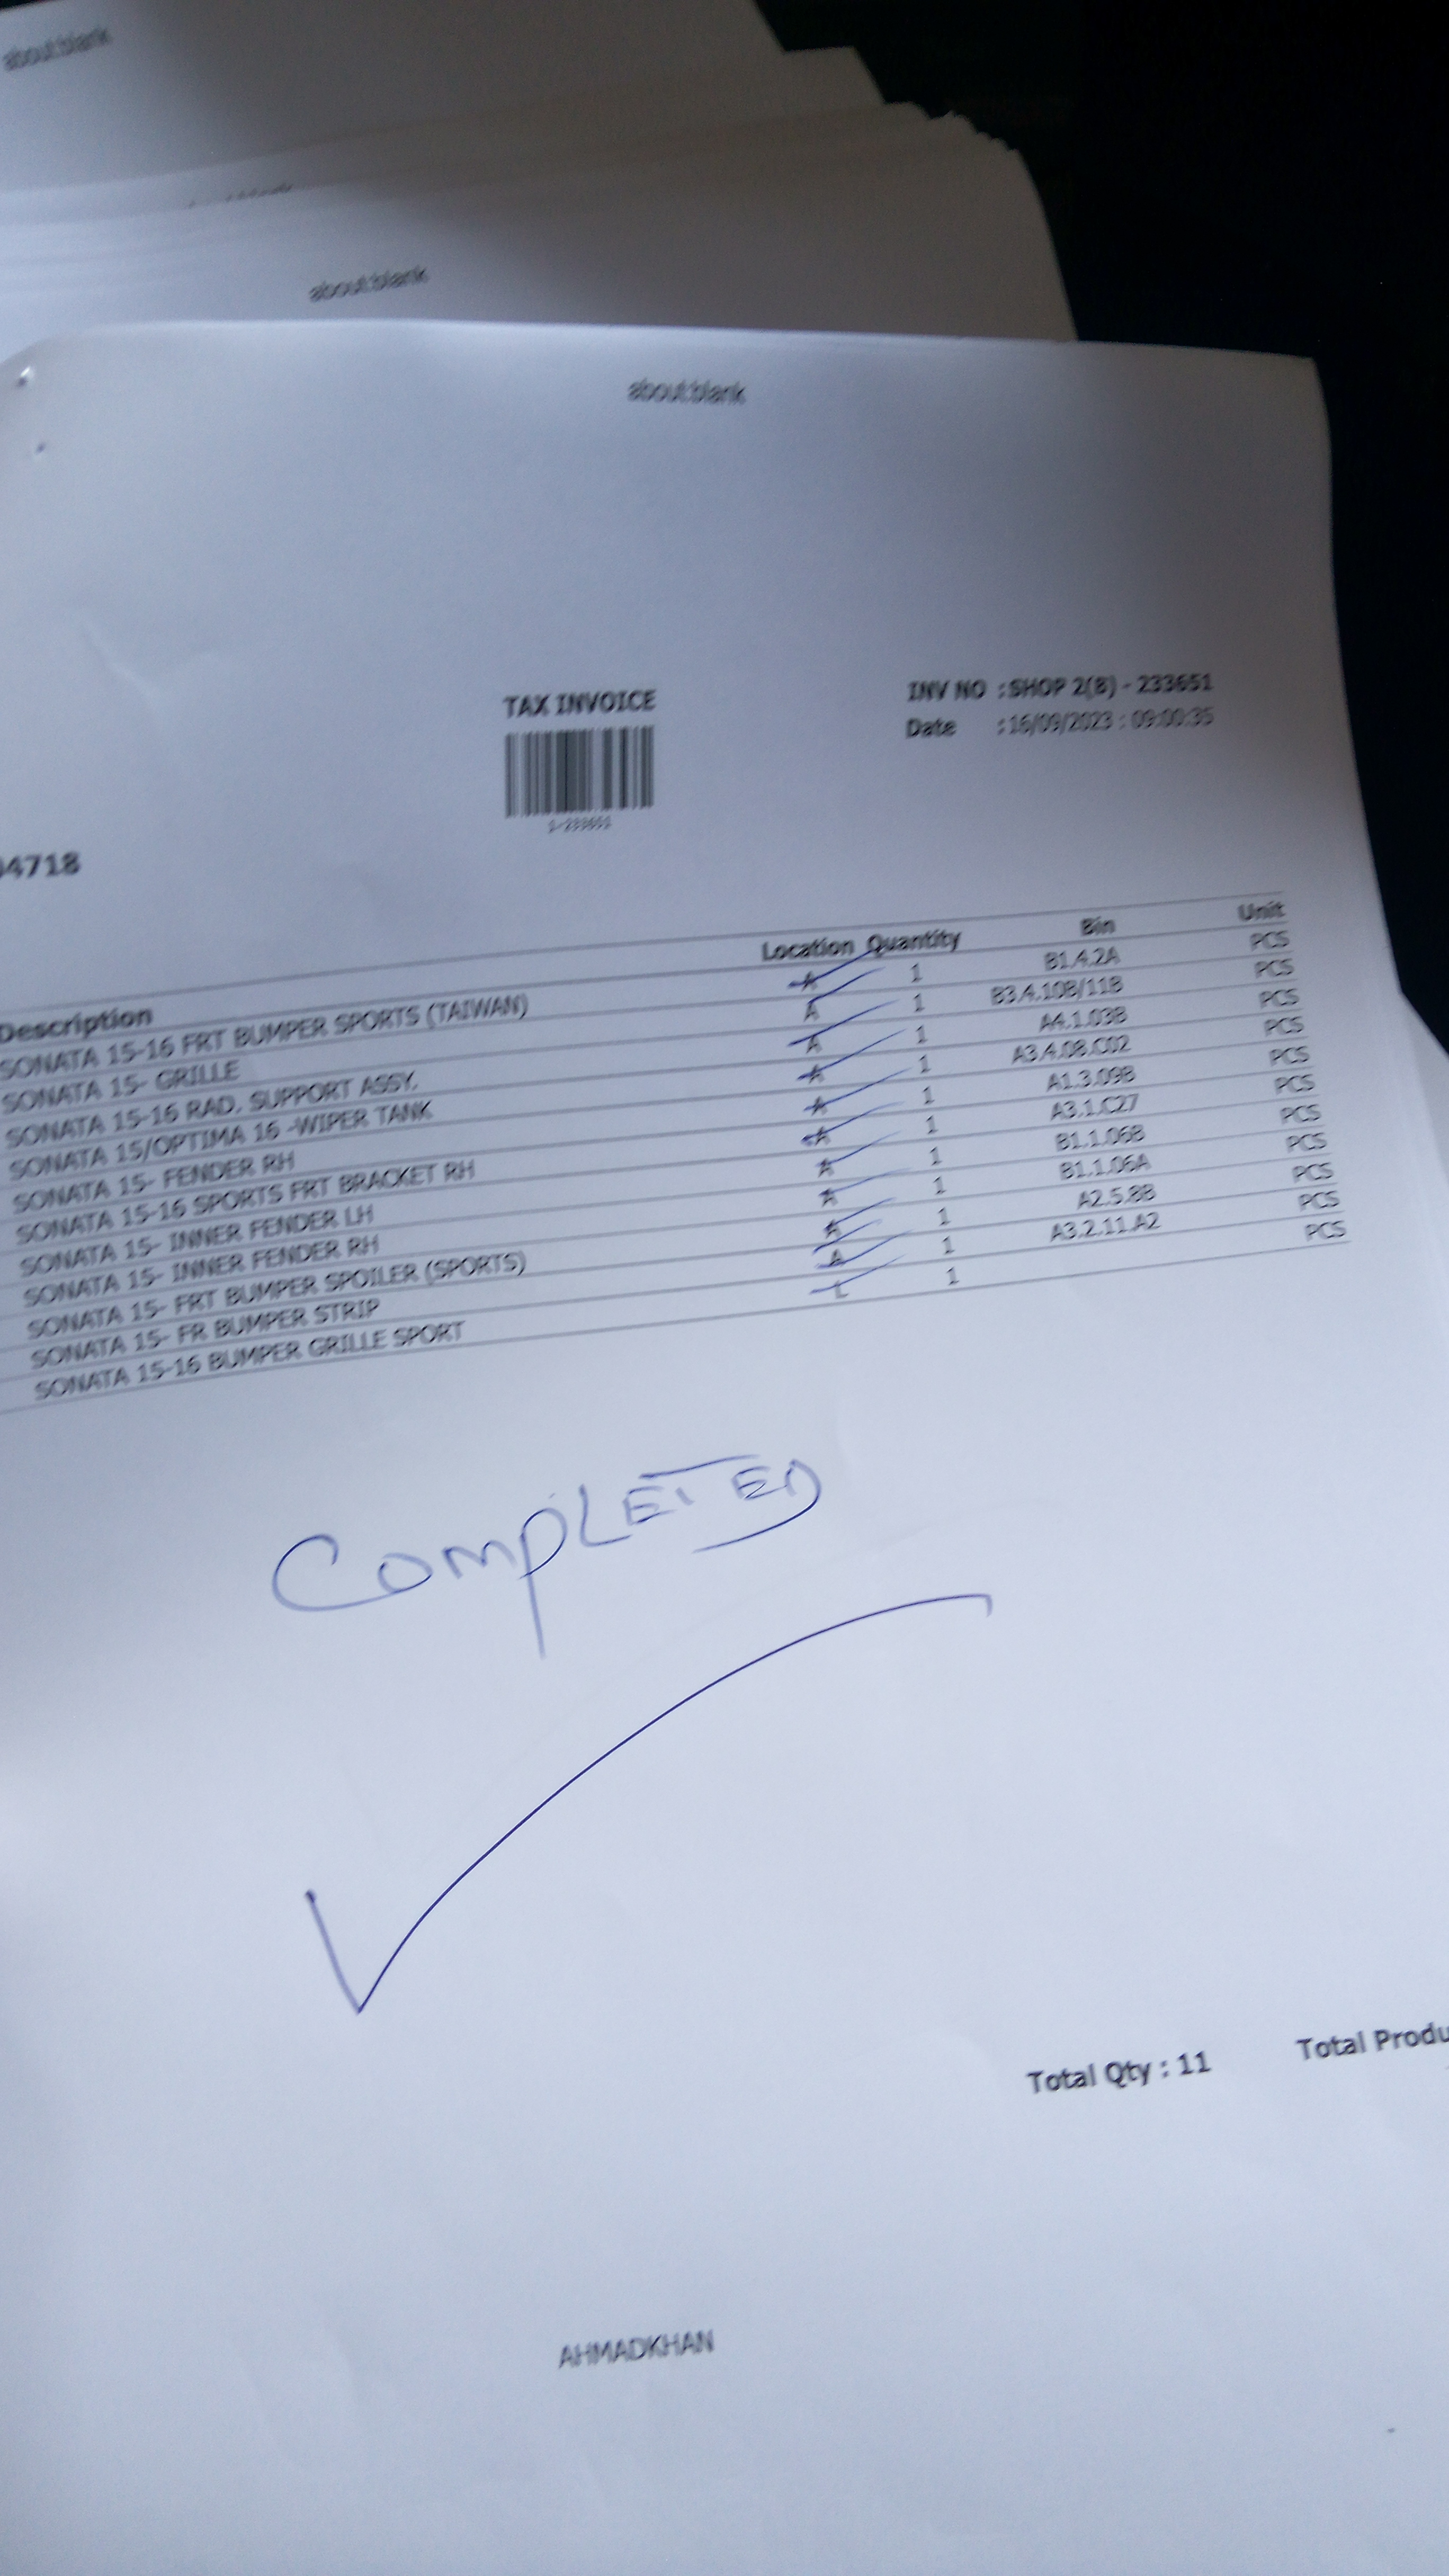 about:blank
about:blank
about:blank
TAX INVOICE
INV NO : SHOP 2(B) - 233651
Date : 16/09/2023 : 09:00:35
4718
Description Location Quantity Bin Unit
SONATA 15-16 FRT BUMPER SPORTS (TAIWAN) A 1 B1.4.2A PCS
SONATA 15- GRILLE A 1 B3.4.10B/11B PCS
SONATA 15-16 RAD. SUPPORT ASSY. A 1 A4.1.03B PCS
SONATA 15/OPTIMA 16 -WIPER TANK A 1 A3.4.08.C02 PCS
SONATA 15- FENDER RH A 1 A1.3.09B PCS
SONATA 15-16 SPORTS FRT BRACKET RH A 1 A3.1.C27 PCS
SONATA 15- INNER FENDER LH A 1 B1.1.06B PCS
SONATA 15- INNER FENDER RH A 1 B1.1.06A PCS
SONATA 15- FRT BUMPER SPOILER (SPORTS) A 1 A2.5.8B PCS
SONATA 15- FR BUMPER STRIP A 1 A3.2.11.A2 PCS
SONATA 15-16 BUMPER GRILLE SPORT L 1 PCS
COMPLETED
Total Qty : 11 Total Produ
AHMADKHAN